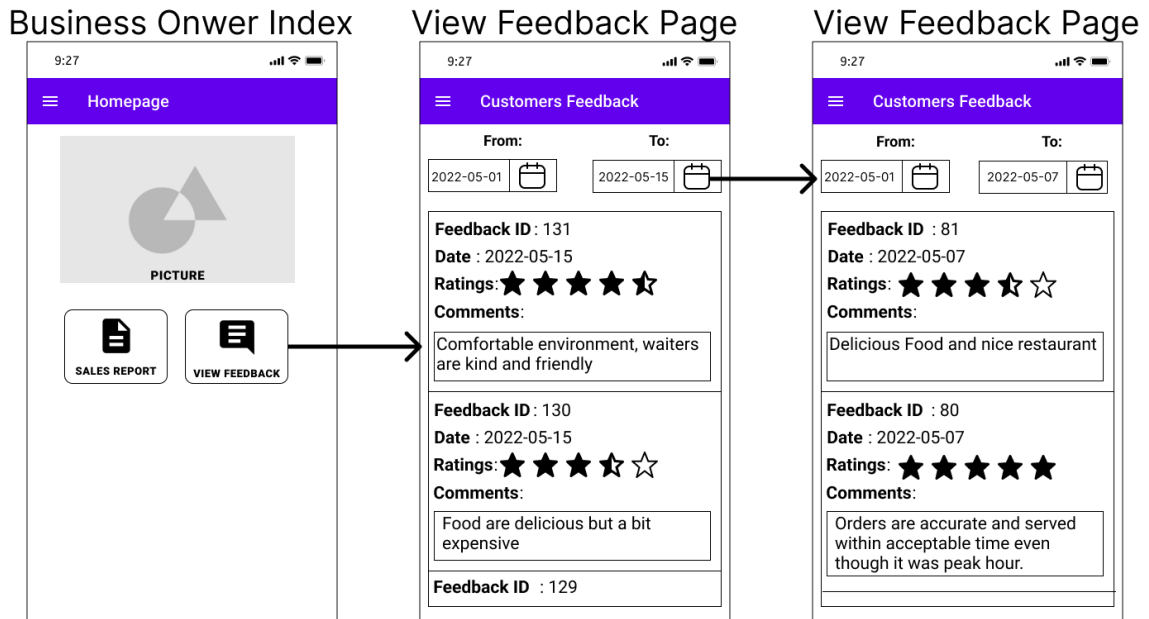 Business Onwer Index
9:27
Homepage
PICTURE
SALES REPORT
VIEW FEEDBACK
View Feedback Page
9:27
Customers Feedback
From:
To:
2022-05-01
2022-05-15
Feedback ID : 131
Date : 2022-05-15
Ratings:
Comments:
Comfortable environment, waiters
are kind and friendly
Feedback ID : 130
Date : 2022-05-15
Ratings:
Comments:
Food are delicious but a bit
expensive
Feedback ID : 129
View Feedback Page
9:27
Customers Feedback
From:
To:
2022-05-01
2022-05-07
Feedback ID : 81
Date : 2022-05-07
Ratings:
Comments:
Delicious Food and nice restaurant
Feedback ID : 80
Date : 2022-05-07
Ratings:
Comments:
Orders are accurate and served
within acceptable time even
though it was peak hour.